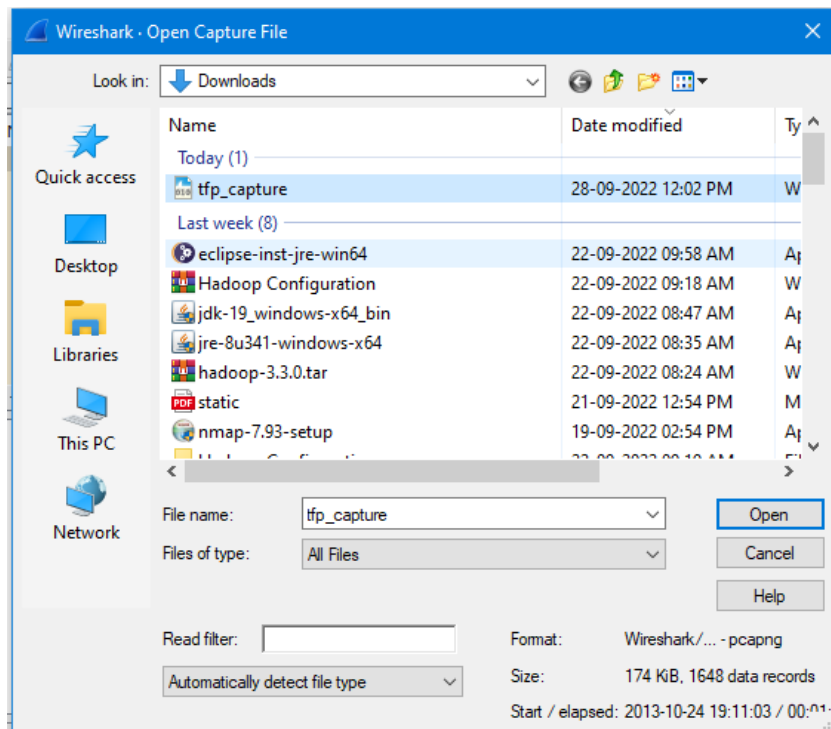 Wireshark · Open Capture File
Look in: Downloads
Name Date modified Ty
Today (1)
tfp_capture 28-09-2022 12:02 PM W
Last week (8)
eclipse-inst-jre-win64 22-09-2022 09:58 AM Ap
Hadoop Configuration 22-09-2022 09:18 AM W
jdk-19_windows-x64_bin 22-09-2022 08:47 AM Ap
jre-8u341-windows-x64 22-09-2022 08:35 AM Ap
hadoop-3.3.0.tar 22-09-2022 08:24 AM W
PDF static 21-09-2022 12:54 PM M
nmap-7.93-setup 19-09-2022 02:54 PM Ap
Quick access
Desktop
Libraries
This PC
Network
File name: tfp_capture Open
Files of type: All Files Cancel
Help
Read filter: Format: Wireshark/... - pcapng
Automatically detect file type Size: 174 KiB, 1648 data records
Start / elapsed: 2013-10-24 19:11:03 /